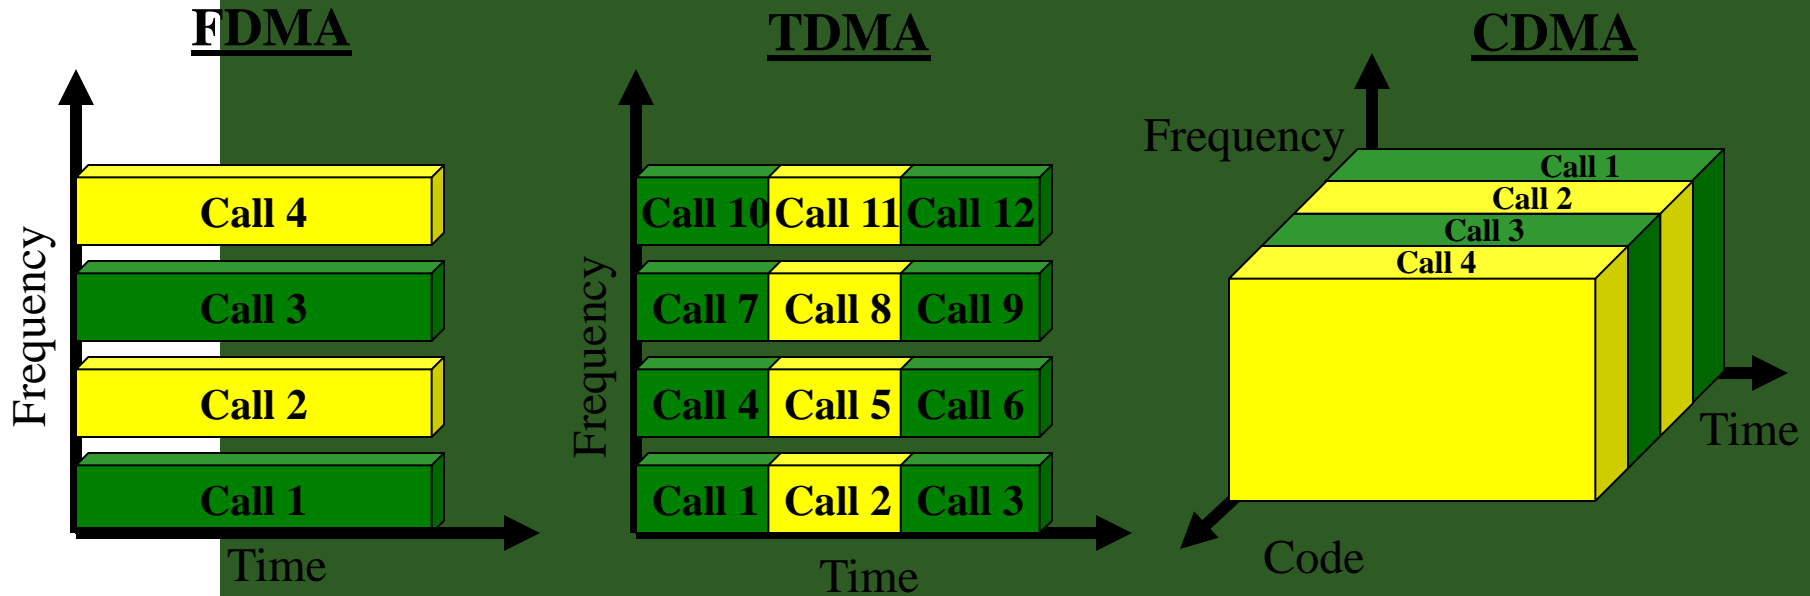 FDMA
Frequency
Call 4
Call 3
Call 2
Call 1
Time
TDMA
Frequency
Call 10 Call 11 Call 12
Call 7 Call 8 Call 9
Call 4 Call 5 Call 6
Call 1 Call 2 Call 3
Time
CDMA
Frequency
Call 1
Call 2
Call 3
Call 4
Time
Code